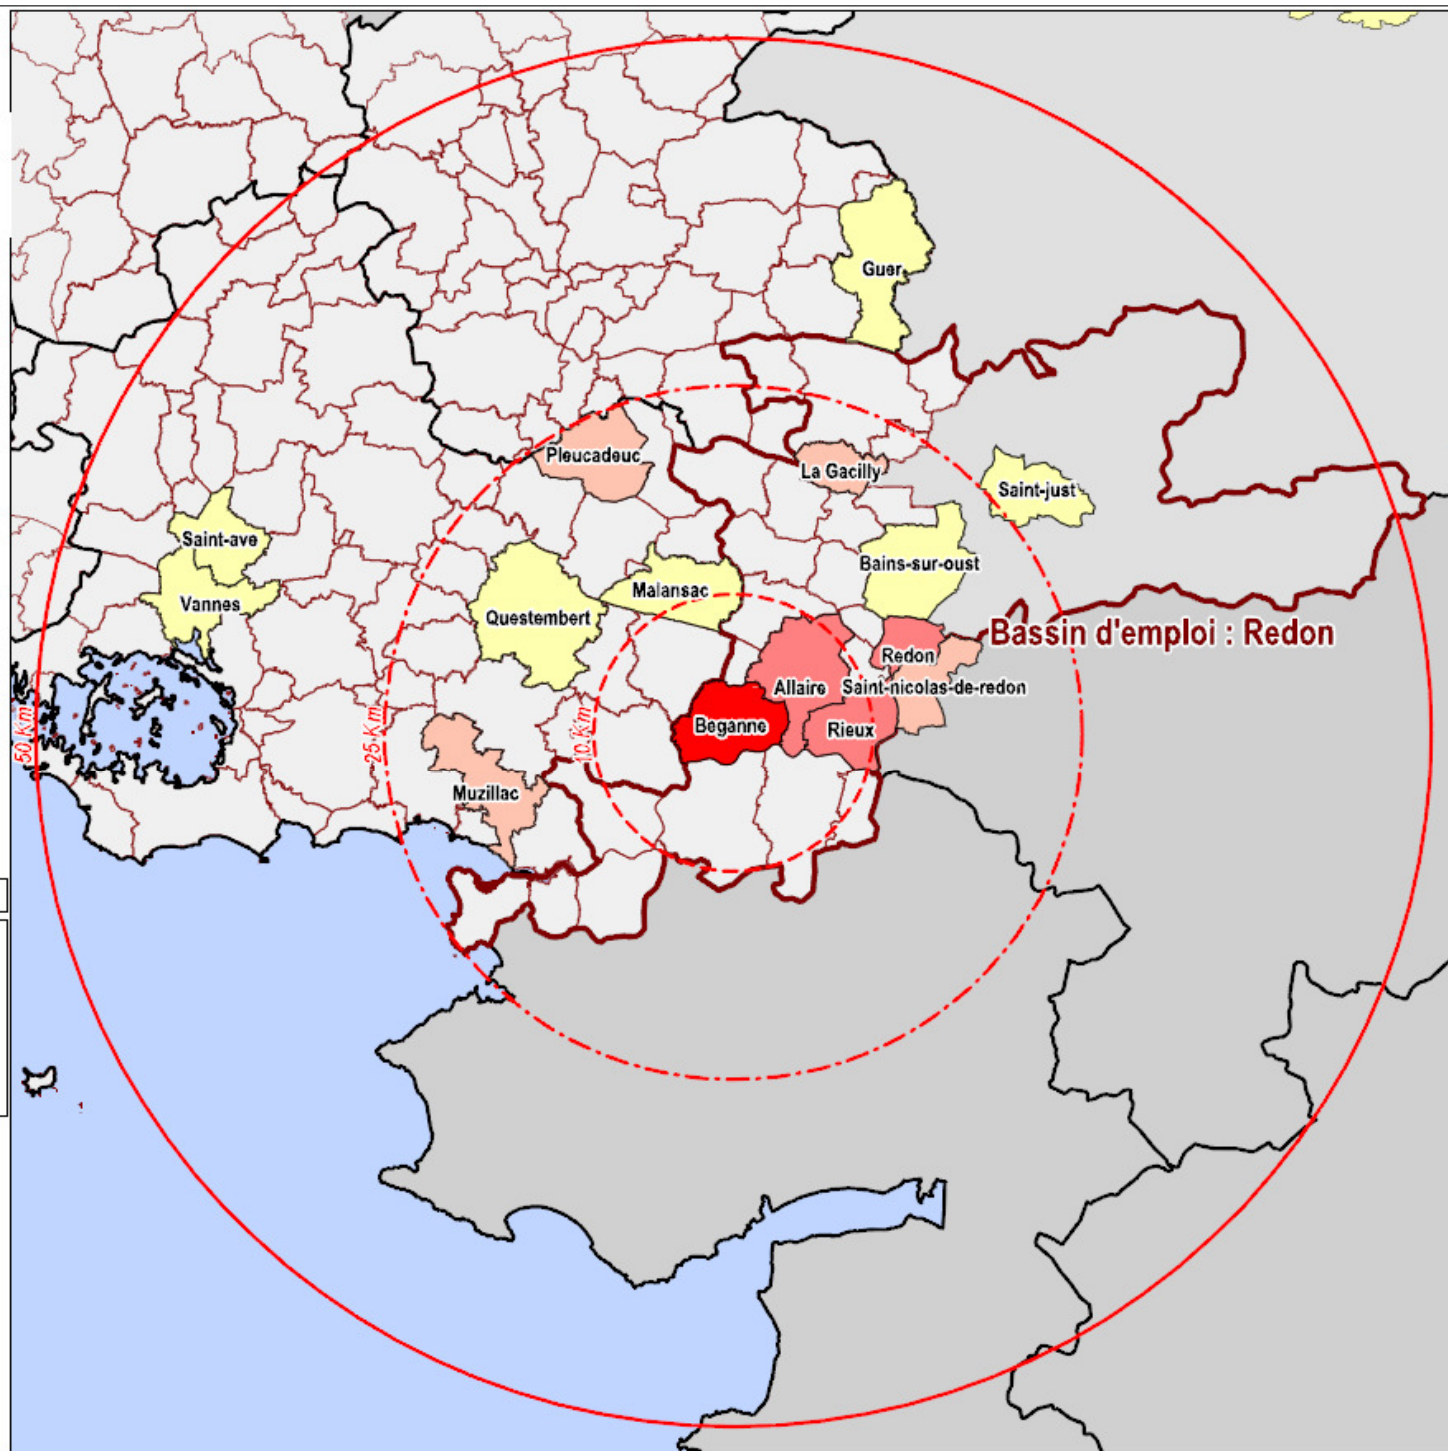 Guer
Pleucadeuc
La Gacilly
Saint-just
Saint-ave
Bains-sur-oust
Malansac
Vannes
Questembert
Bassin d'emploi : Redon
Redon
Allaire
Saint-nicolas-de-redon
Beganne
Rieux
50 Km
25 Km
10 Km
Muzillac